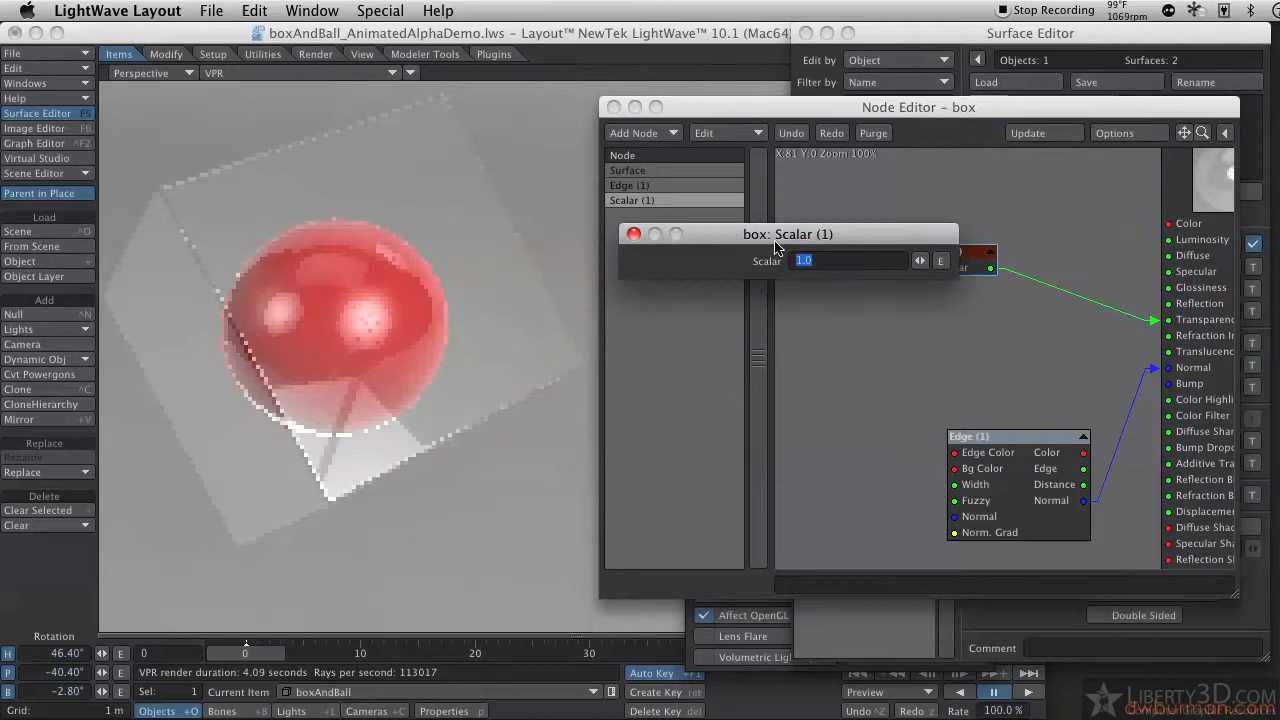 LightWave Layout File Edit Window Special Help Stop Recording 99°F 1069rpm
boxAndBall_AnimatedAlphaDemo.lws - Layout™ NewTek LightWave™ 10.1 (Mac64
Surface Editor
File
Edit
Windows
Help
Surface Editor F5
Image Editor F6
Graph Editor ^F2
Virtual Studio
Scene Editor
Parent in Place
Load
Scene ^O
From Scene
Object +
Object Layer
Add
Null ^N
Lights
Camera
Dynamic Obj
Cvt Powergons
Clone ^C
CloneHierarchy
Mirror +V
Replace
Rename
Replace
Delete
Clear Selected
Clear
Items Modify Setup Utilities Render View Modeler Tools Plugins
Perspective VPR
Edit by Object Objects: 1 Surfaces: 2
Filter by Name Load Save Rename
Node Editor - box
Add Node Edit Undo Redo Purge Update Options
Node
Surface
Edge (1)
Scalar (1)
X:81 Y:0 Zoom:100%
box: Scalar (1)
Scalar 1.0 E
ar
Edge (1)
Edge Color Color
Bg Color Edge
Width Distance
Fuzzy Normal
Normal
Norm. Grad
Color
Luminosity
Diffuse
Specular
Glossiness
Reflection
Transparenc
Refraction In
Translucenc
Normal
Bump
Color Highli
Color Filter
Diffuse Shar
Bump Dropo
Additive Tra
Reflection B
Refraction B
Displacemen
Diffuse Shad
Specular Sha
Reflection S
T
T
T
T
T
T
T
T
T
Affect OpenGL
Lens Flare
Volumetric Lig
Double Sided
Comment
Rotation
H 46.40° E
P -40.40° E
B -2.80° E
Grid: 1 m
0 0 10 20 30
VPR render duration: 4.09 seconds Rays per second: 113017
Sel: 1 Current Item boxAndBall
Objects +O Bones +B Lights +L Cameras +C Properties p
Auto Key +F1
Create Key ret
Delete Key del
Preview
Undo ^Z Redo z Rate 100.0 %
LIBERTY3D.COM
dwburman.com